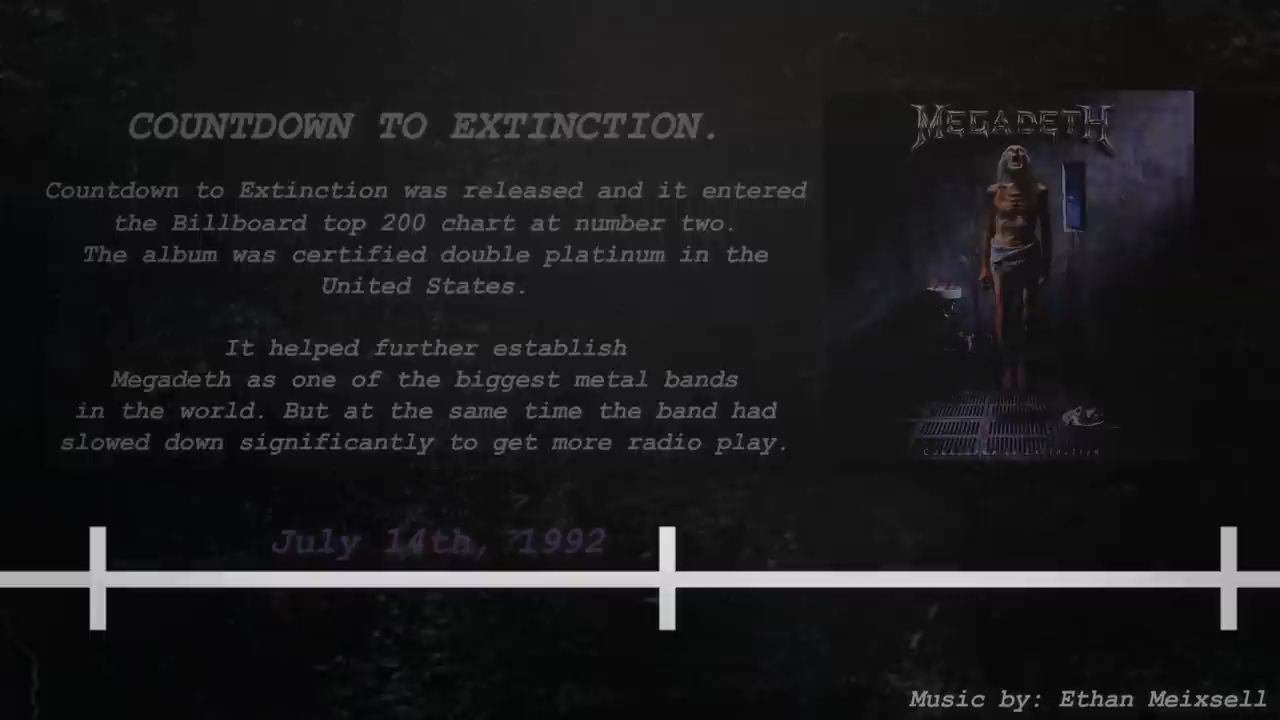 COUNTDOWN TO EXTINCTION.
Countdown to Extinction was released and it entered
the Billboard top 200 chart at number two.
The album was certified double platinum in the
United States.
It helped further establish
Megadeth as one of the biggest metal bands
in the world. But at the same time the band had
slowed down significantly to get more radio play.
MEGADETH
July 14th, 1992
Music by: Ethan Meixsell